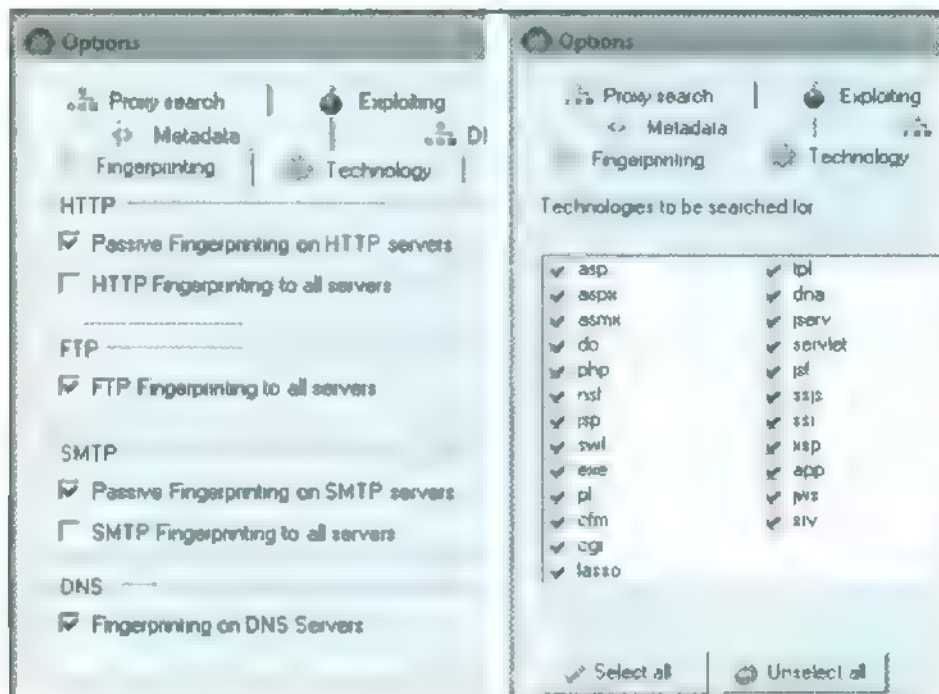 Options
Proxy search
Exploiting
Metadata
Fingerprinting
Technology
HTTP
Passive Fingerprinting on HTTP servers
HTTP Fingerprinting to all servers
FTP
FTP Fingerprinting to all servers
SMTP
Passive Fingerprinting on SMTP servers
SMTP Fingerprinting to all servers
DNS
Fingerprinting on DNS Servers
Options
Proxy search
Exploiting
Metadata
Fingerprinting
Technology
Technologies to be searched for
asp
aspx
asmx
do
php
nsf
jsp
swf
exe
pl
cfm
cgi
lasso
tpl
dna
jserv
servlet
jsf
ssjs
ssi
xsp
app
jws
srv
Select all
Unselect all